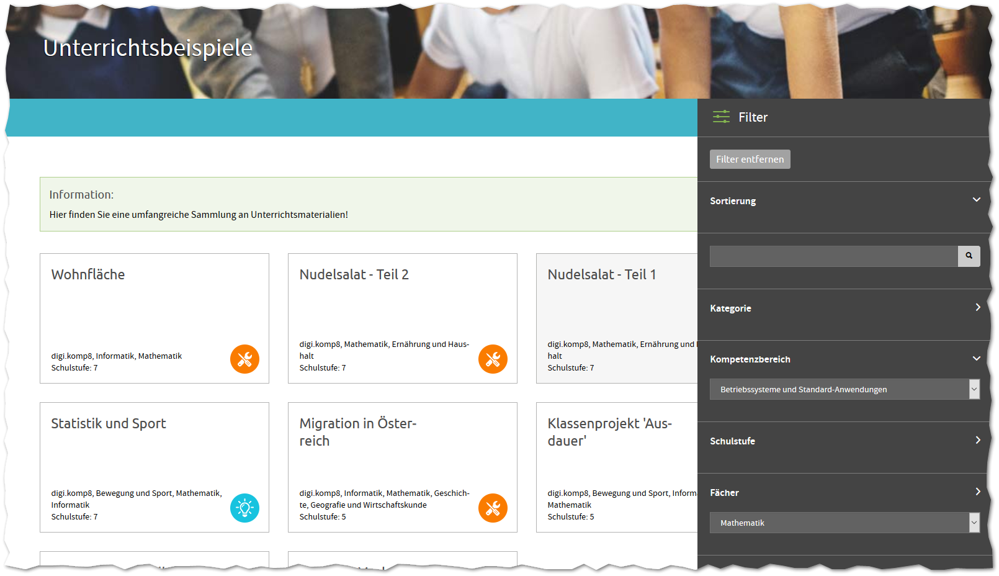 Unterrichtsbeispiele
Filter
Filter entfernen
Sortierung
Kategorie
Kompetenzbereich
Betriebssysteme und Standard-Anwendungen
Schulstufe
Fächer
Mathematik
Information:
Hier finden Sie eine umfangreiche Sammlung an Unterrichtsmaterialien!
Wohnfläche
digi.komp8, Informatik, Mathematik
Schulstufe: 7
Nudelsalat - Teil 2
digi.komp8, Mathematik, Ernährung und Haus-
halt
Schulstufe: 7
Nudelsalat - Teil 1
digi.komp8, Mathematik, Ernährung und
halt
Schulstufe: 7
Statistik und Sport
digi.komp8, Bewegung und Sport, Mathematik,
Informatik
Schulstufe: 7
Migration in Öster-
reich
digi.komp8, Informatik, Mathematik, Geschich-
te, Geografie und Wirtschaftskunde
Schulstufe: 5
Klassenprojekt 'Aus-
dauer'
digi.komp8, Bewegung und Sport, Inform
Mathematik
Schulstufe: 5